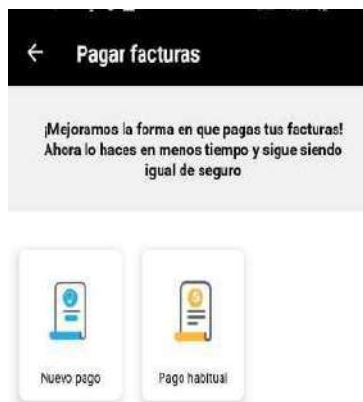 Pagar facturas
¡Mejoramos la forma en que pagas tus facturas!
Ahora lo haces en menos tiempo y sigue siendo
igual de seguro
Nuevo pago
Pago habitual